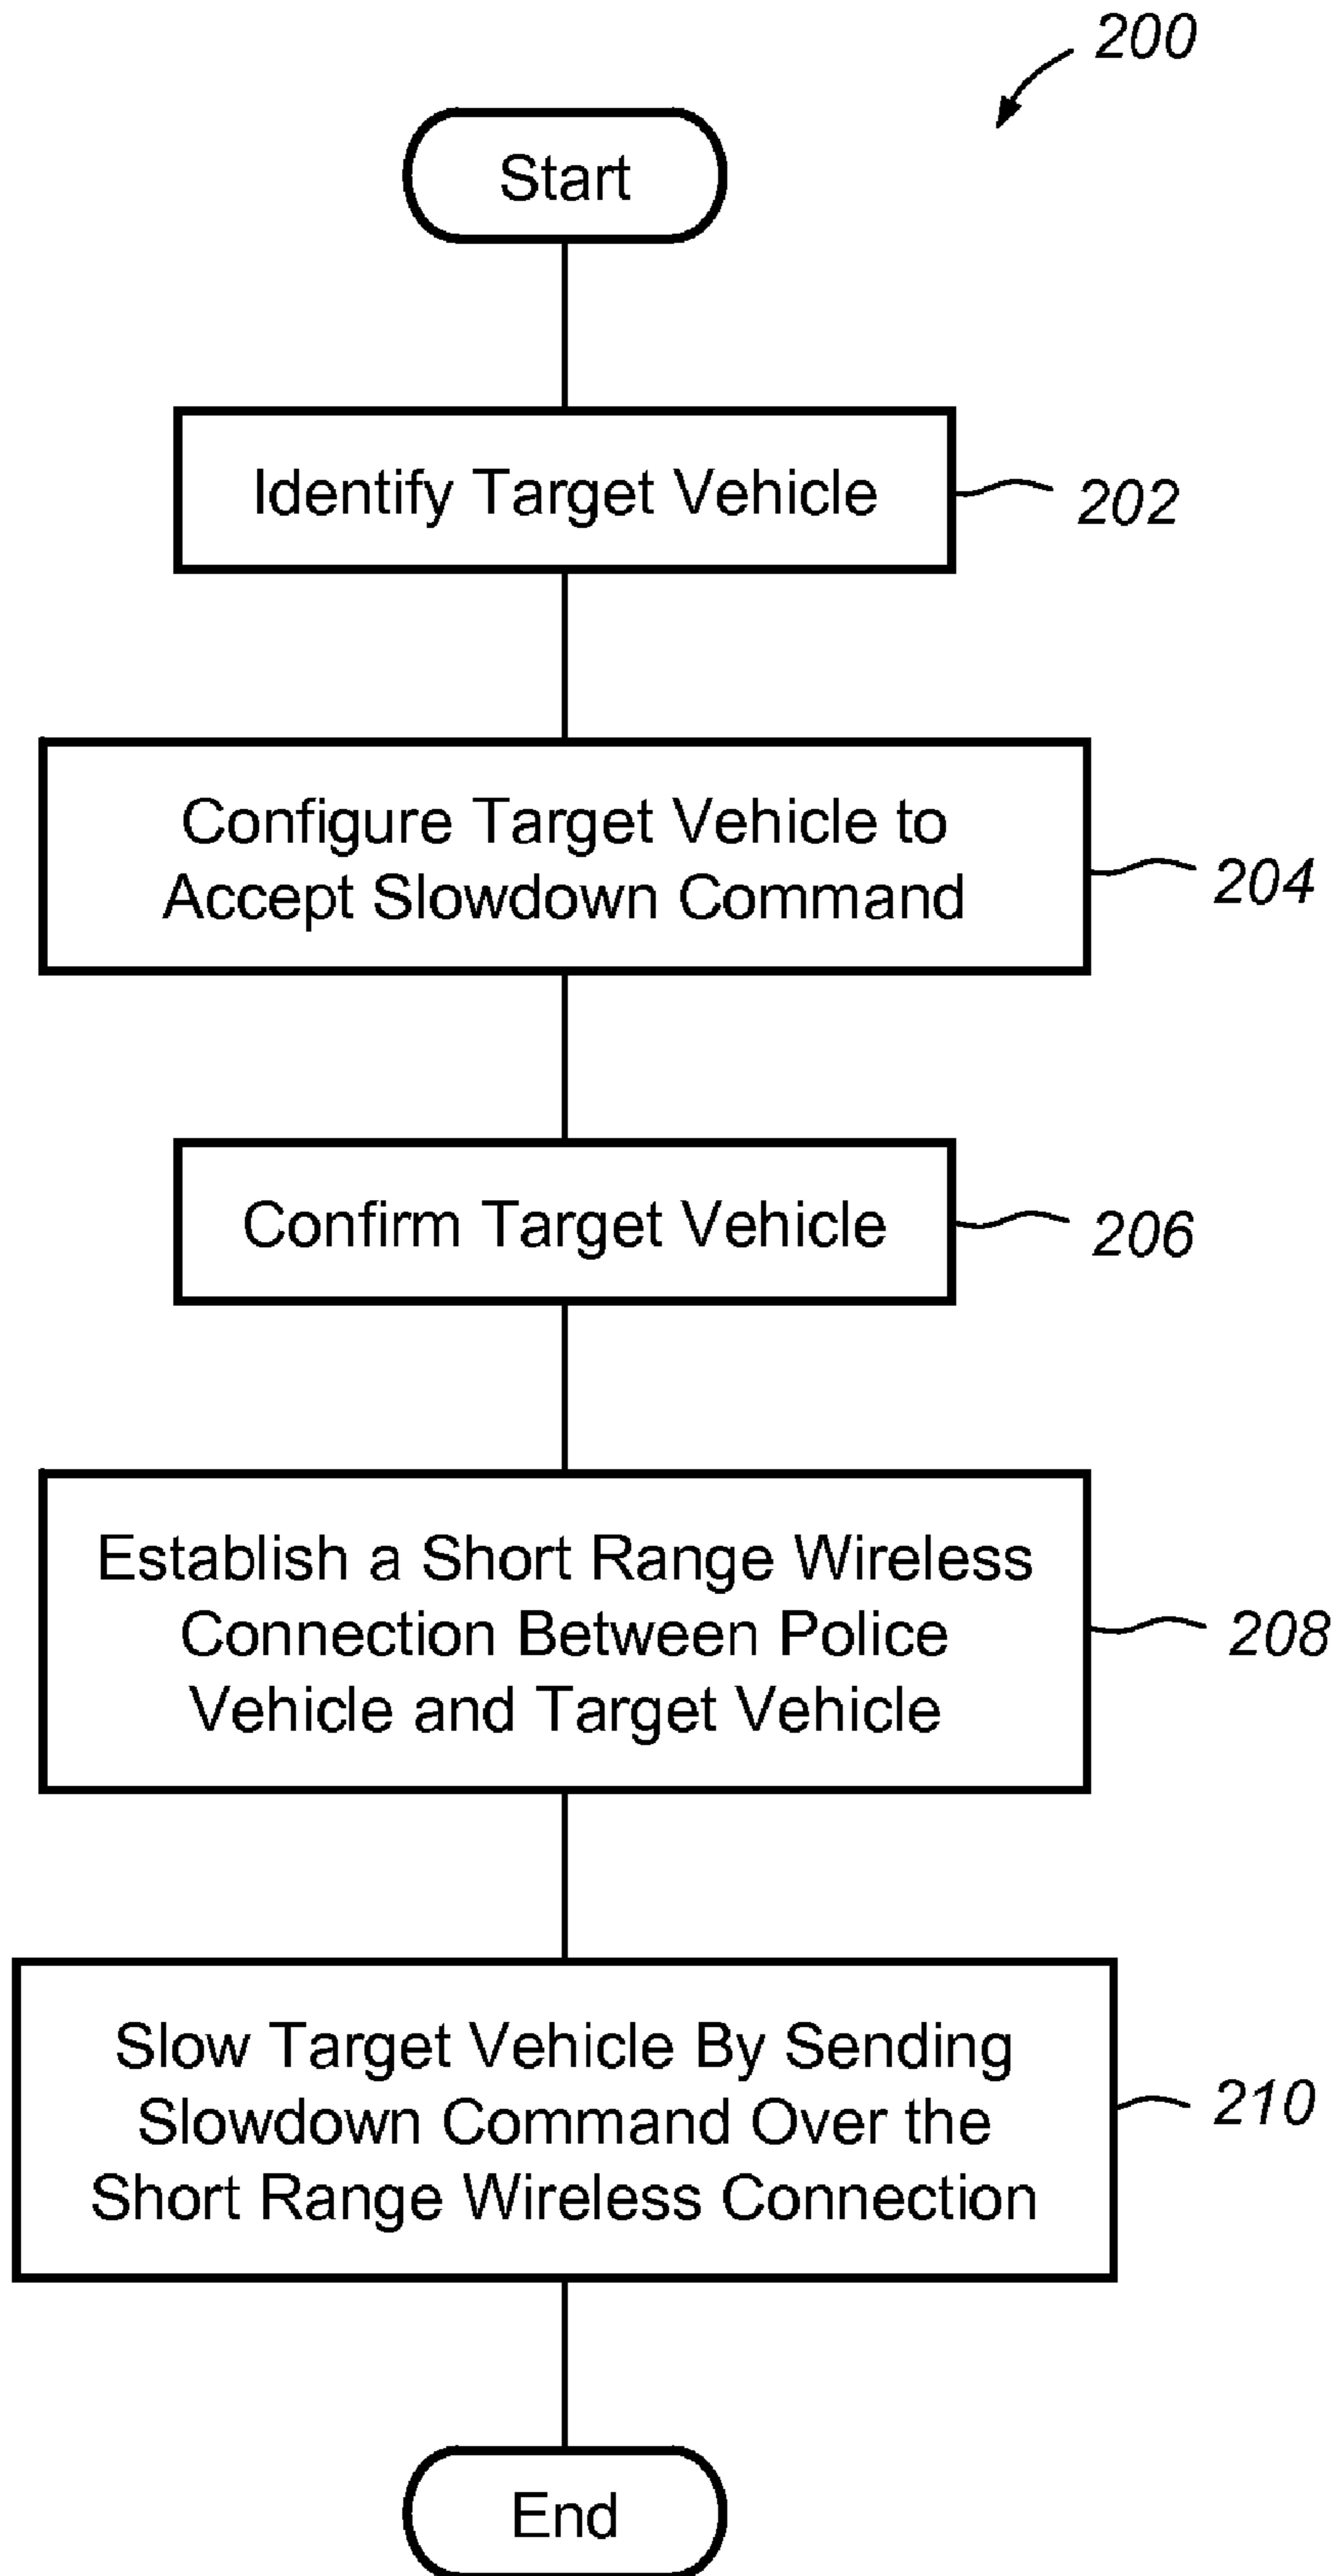 200
Start
Identify Target Vehicle
202
Configure Target Vehicle to
Accept Slowdown Command
204
Confirm Target Vehicle
206
Establish a Short Range Wireless
Connection Between Police
Vehicle and Target Vehicle
208
Slow Target Vehicle By Sending
Slowdown Command Over the
Short Range Wireless Connection
210
End